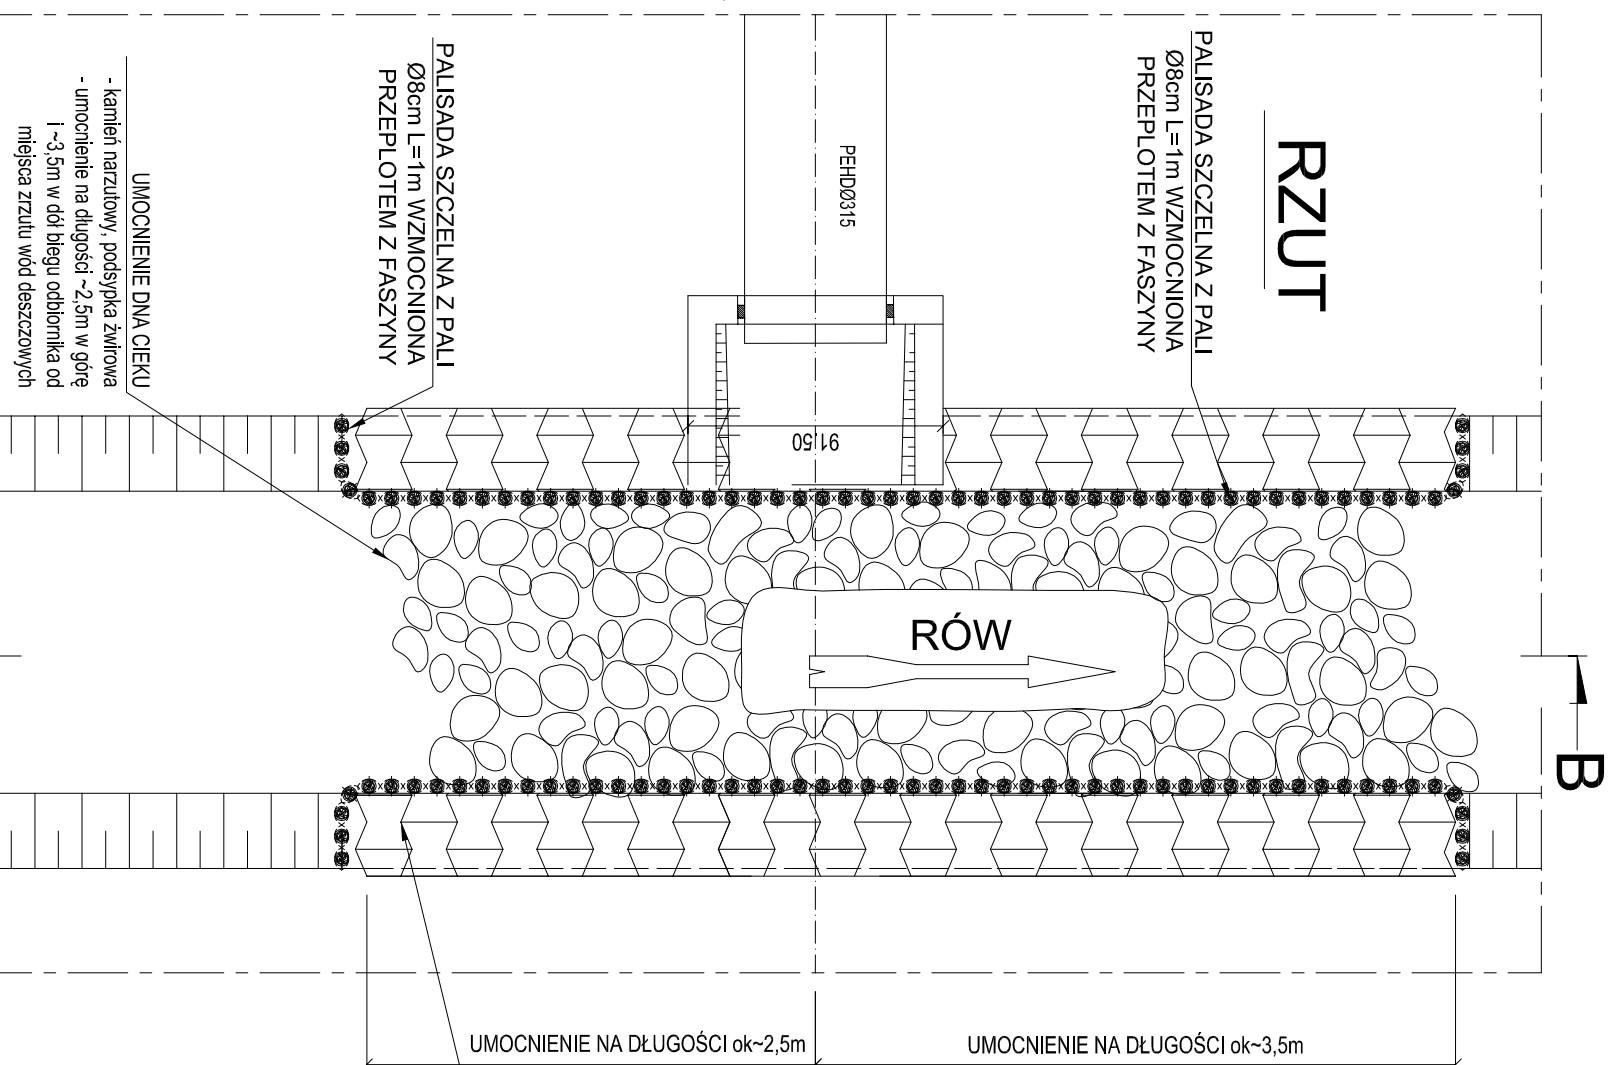 RZUT
PALISADA SZCZELNA Z PALI
Ø8cm L=1m WZMOCNIONA
PRZEPLOTEM Z FASZYNY
PEHDØ315
PALISADA SZCZELNA Z PALI
Ø8cm L=1m WZMOCNIONA
PRZEPLOTEM Z FASZYNY
UMOCNIENIE DNA CIEKU
- kamień narzutowy, podsypka żwirowa
- umocnienie na długości ~2,5m w górę
i ~3,5m w dół biegu odbiornika od
miejsca zrzutu wód deszczowych
9150
RÓW
B
UMOCNIENIE NA DŁUGOŚCI ok~2,5m
UMOCNIENIE NA DŁUGOŚCI ok~3,5m